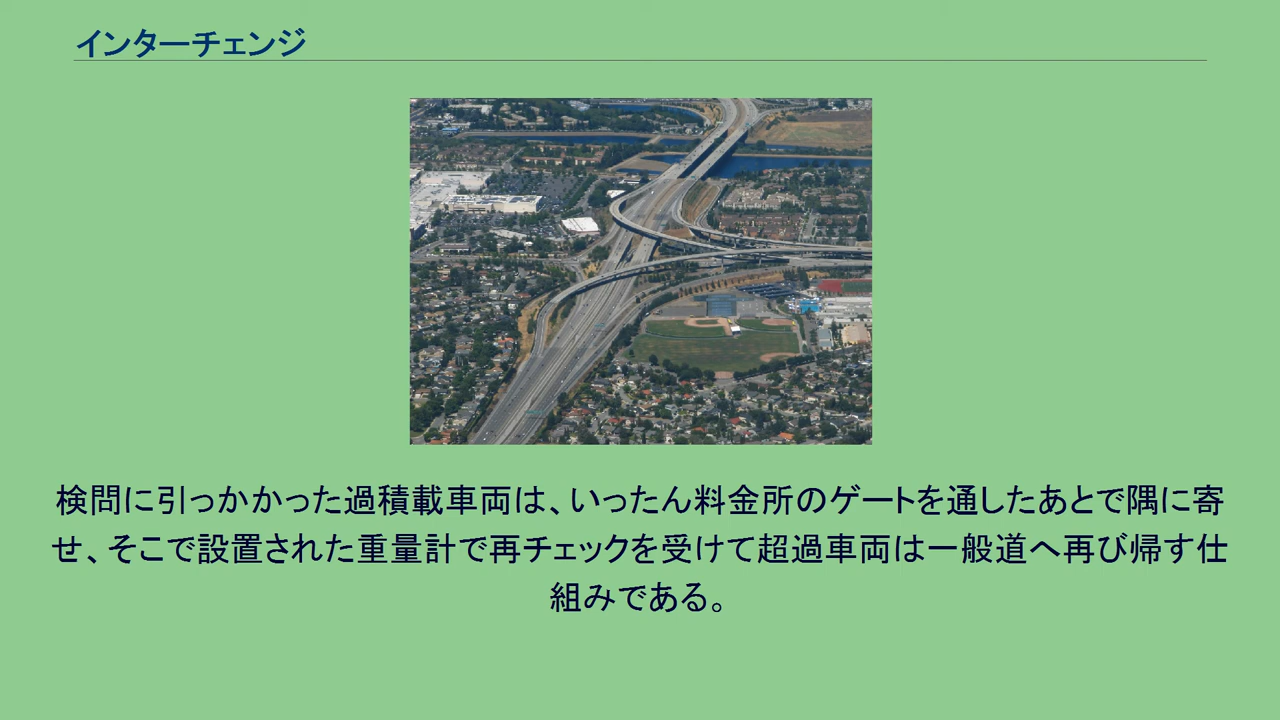 インターチェンジ
検問に引っかかった過積載車両は、いったん料金所のゲートを通したあとで隅に寄
せ、そこで設置された重量計で再チェックを受けて超過車両は一般道へ再び帰す仕
組みである。